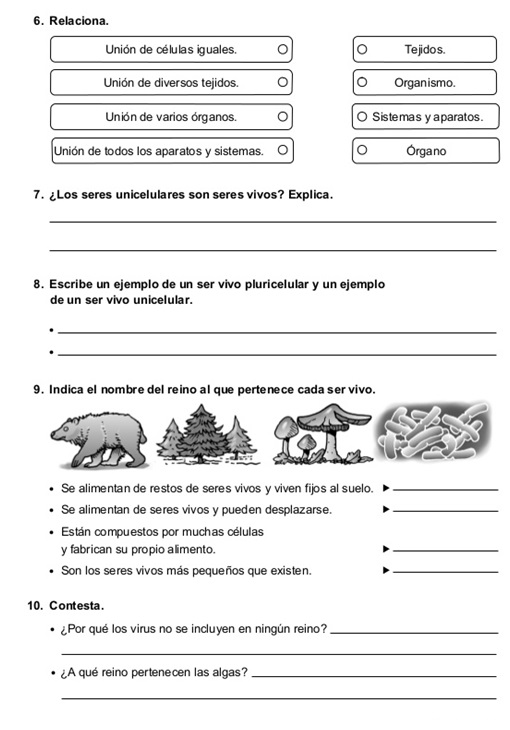 6. Relaciona.
Unión de células iguales. Tejidos.
Unión de diversos tejidos. Organismo.
Unión de varios órganos. Sistemas y aparatos.
Unión de todos los aparatos y sistemas. Órgano
7. ¿Los seres unicelulares son seres vivos? Explica.
8. Escribe un ejemplo de un ser vivo pluricelular y un ejemplo
de un ser vivo unicelular.
9. Indica el nombre del reino al que pertenece cada ser vivo.
• Se alimentan de restos de seres vivos y viven fijos al suelo.
• Se alimentan de seres vivos y pueden desplazarse.
• Están compuestos por muchas células
y fabrican su propio alimento.
• Son los seres vivos más pequeños que existen.
10. Contesta.
• ¿Por qué los virus no se incluyen en ningún reino?
• ¿A qué reino pertenecen las algas?